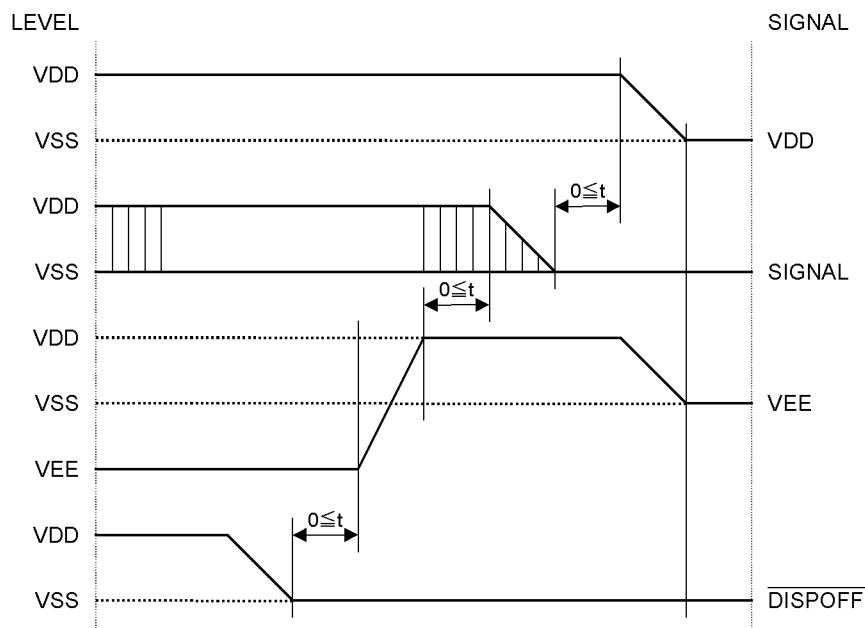 LEVEL SIGNAL
VDD
VSS VDD
VDD 0≦t
VSS SIGNAL
0≦t
VDD
VSS VEE
VEE
0≦t
VDD
VSS DISPOFF